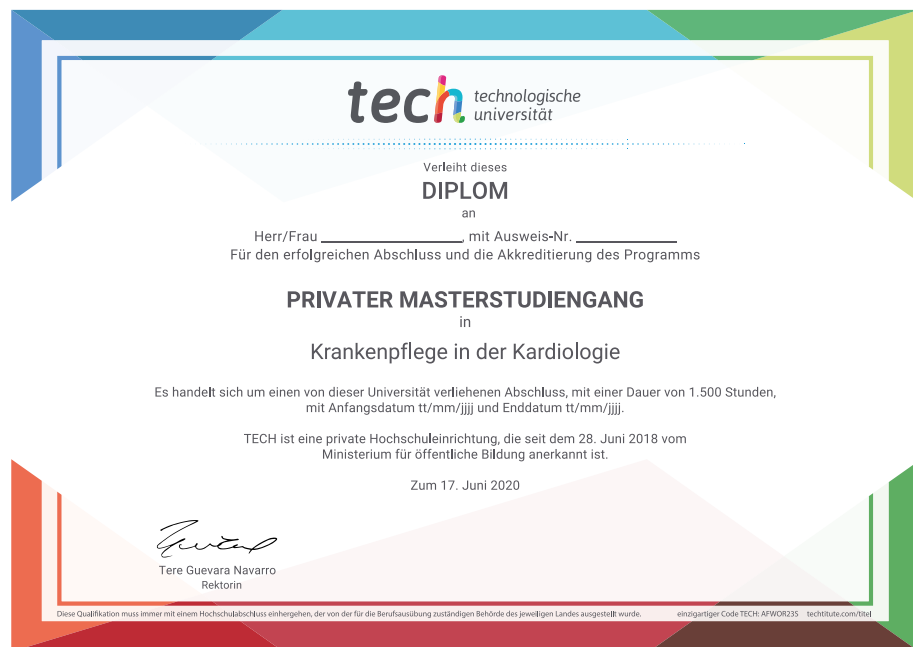 tech technologische
universität
Verleiht dieses
DIPLOM
an
Herr/Frau ____________________, mit Ausweis-Nr. __________________
Für den erfolgreichen Abschluss und die Akkreditierung des Programms
PRIVATER MASTERSTUDIENGANG
in
Krankenpflege in der Kardiologie
Es handelt sich um einen von dieser Universität verliehenen Abschluss, mit einer Dauer von 1.500 Stunden,
mit Anfangsdatum tt/mm/jjjj und Enddatum tt/mm/jjjj.
TECH ist eine private Hochschuleinrichtung, die seit dem 28. Juni 2018 vom
Ministerium für öffentliche Bildung anerkannt ist.
Zum 17. Juni 2020
Tere Guevara Navarro
Rektorin
Diese Qualifikation muss immer mit einem Hochschulabschluss einhergehen, der von der für die Berufsausübung zuständigen Behörde des jeweiligen Landes ausgestellt wurde. einzigartiger Code TECH: AFWOR23S techtitute.com/titel